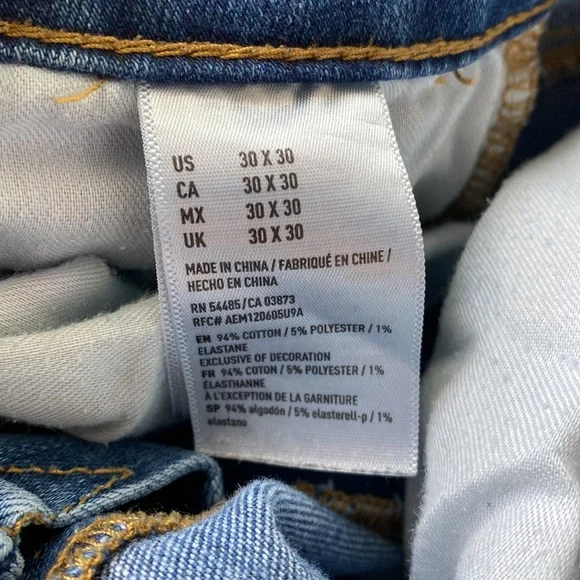 US 30 X 30
CA 30 X 30
MX 30 X 30
UK 30 X 30
MADE IN CHINA / FABRIQUÉ EN CHINE /
HECHO EN CHINA
RN 54485/CA 03873
RFC# AEM120605U9A
EN 94% COTTON / 5% POLYESTER / 1%
ELASTANE
EXCLUSIVE OF DECORATION
FR 94% COTON / 5% POLYESTER / 1%
ÉLASTHANNE
À L'EXCEPTION DE LA GARNITURE
SP 94% algodón / 5% elasterell-p / 1%
elastano